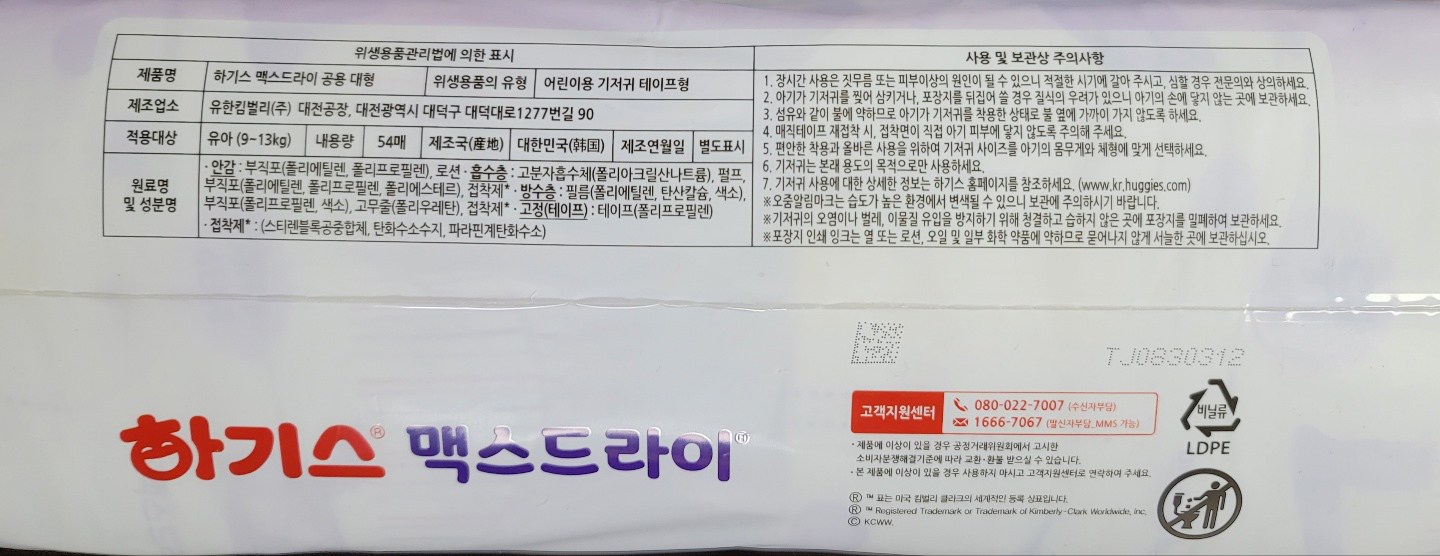 위생용품관리법에 의한 표시
제품명 하기스 맥스드라이 공용 대형 위생용품의 유형 어린이용 기저귀 테이프형
제조업소 유한킴벌리(주) 대전공장, 대전광역시 대덕구 대덕대로1277번길 90
적용대상 유아 (9-13kg) 내용량 54매 제조국(産地) 대한민국(韩国) 제조연월일 별도표시
원료명 및 성분명
· 안감 : 부직포(폴리에틸렌, 폴리프로필렌), 로션 · 흡수층 : 고분자흡수체(폴리아크릴산나트륨), 펄프,
부직포(폴리에틸렌, 폴리프로필렌, 폴리에스테르), 접착제* · 방수층 : 필름(폴리에틸렌, 탄산칼슘, 색소),
부직포(폴리프로필렌, 색소), 고무줄(폴리우레탄), 접착제* · 고정(테이프) : 테이프(폴리프로필렌)
· 접착제* : (스티렌블록공중합체, 탄화수소수지, 파라핀계탄화수소)
사용 및 보관상 주의사항
1. 장시간 사용은 짓무름 또는 피부이상의 원인이 될 수 있으니 적절한 시기에 갈아 주시고, 심할 경우 전문의와 상의하세요.
2. 아기가 기저귀를 찢어 삼키거나, 포장지를 뒤집어 쓸 경우 질식의 우려가 있으니 아기의 손에 닿지 않는 곳에 보관하세요.
3. 섬유와 같이 불에 약하므로 아기가 기저귀를 착용한 상태로 불 옆에 가까이 가지 않도록 하세요.
4. 매직테이프 재접착 시, 접착면이 직접 아기 피부에 닿지 않도록 주의해 주세요.
5. 편안한 착용과 올바른 사용을 위하여 기저귀 사이즈를 아기의 몸무게와 체형에 맞게 선택하세요.
6. 기저귀는 본래 용도의 목적으로만 사용하세요.
7. 기저귀 사용에 대한 상세한 정보는 하기스 홈페이지를 참조하세요. (www.kr.huggies.com)
※오줌알림마크는 습도가 높은 환경에서 변색될 수 있으니 보관에 주의하시기 바랍니다.
※기저귀의 오염이나 벌레, 이물질 유입을 방지하기 위해 청결하고 습하지 않은 곳에 포장지를 밀폐하여 보관하세요.
※포장지 인쇄 잉크는 열 또는 로션, 오일 및 일부 화학 약품에 약하므로 묻어나지 않게 서늘한 곳에 보관하십시오.
TJ0830312
하기스® 맥스드라이
고객지원센터
080-022-7007 (수신자부담)
1666-7067 (발신자부담_MMS 가능)
· 제품에 이상이 있을 경우 공정거래위원회에서 고시한
소비자분쟁해결기준에 따라 교환·환불 받으실 수 있습니다.
· 본 제품에 이상이 있을 경우 사용하지 마시고 고객지원센터로 연락하여 주세요.
® ™ 표는 미국 킴벌리 클라크의 세계적인 등록 상표입니다.
® ™ Registered Trademark or Trademark of Kimberly-Clark Worldwide, Inc.
© KCWW.
비닐류
LDPE